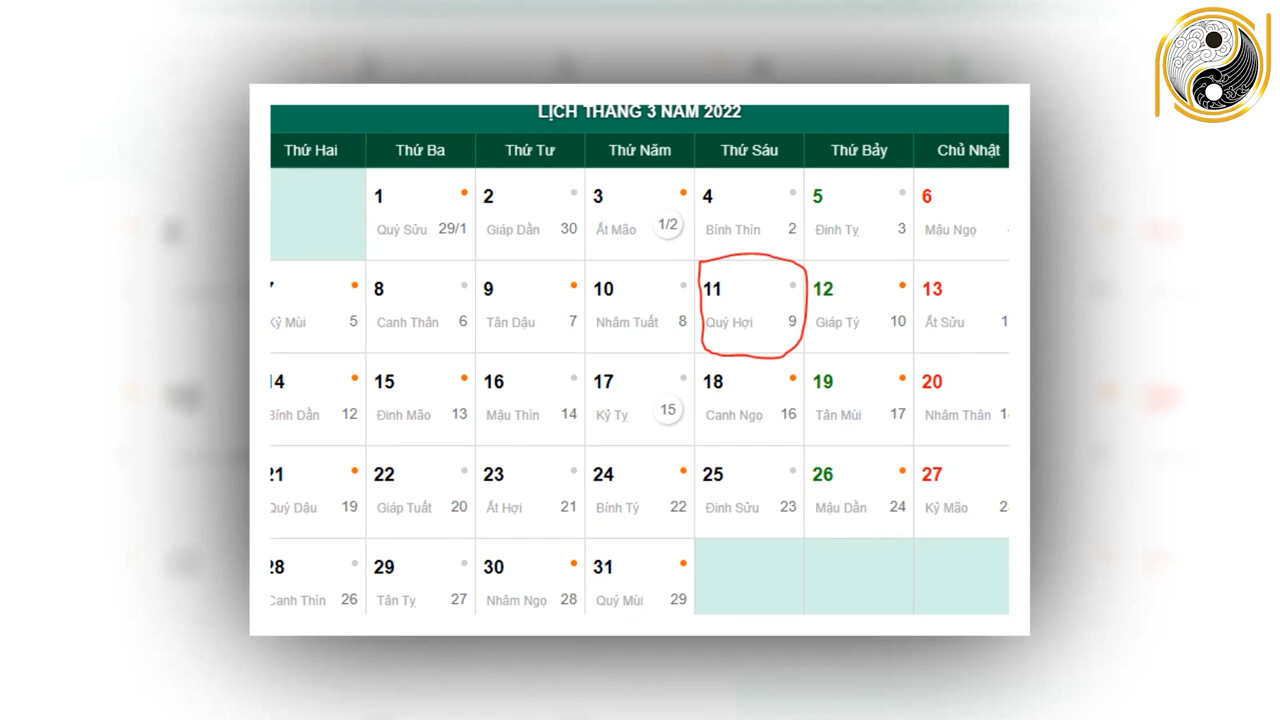 LỊCH THÁNG 3 NĂM 2022
Thứ Hai Thứ Ba Thứ Tư Thứ Năm Thứ Sáu Thứ Bảy Chủ Nhật
1 2 3 4 5 6
Quý Sửu 29/1 Giáp Dần 30 Ất Mão 1/2 Bính Thìn 2 Đinh Tỵ 3 Mậu Ngọ
7 8 9 10 11 12 13
Kỷ Mùi 5 Canh Thân 6 Tân Dậu 7 Nhâm Tuất 8 Quý Hợi 9 Giáp Tý 10 Ất Sửu
14 15 16 17 18 19 20
Bính Dần 12 Đinh Mão 13 Mậu Thìn 14 Kỷ Tỵ 15 Canh Ngọ 16 Tân Mùi 17 Nhâm Thân
21 22 23 24 25 26 27
Quý Dậu 19 Giáp Tuất 20 Ất Hợi 21 Bính Tý 22 Đinh Sửu 23 Mậu Dần 24 Kỷ Mão
28 29 30 31
Canh Thìn 26 Tân Tỵ 27 Nhâm Ngọ 28 Quý Mùi 29